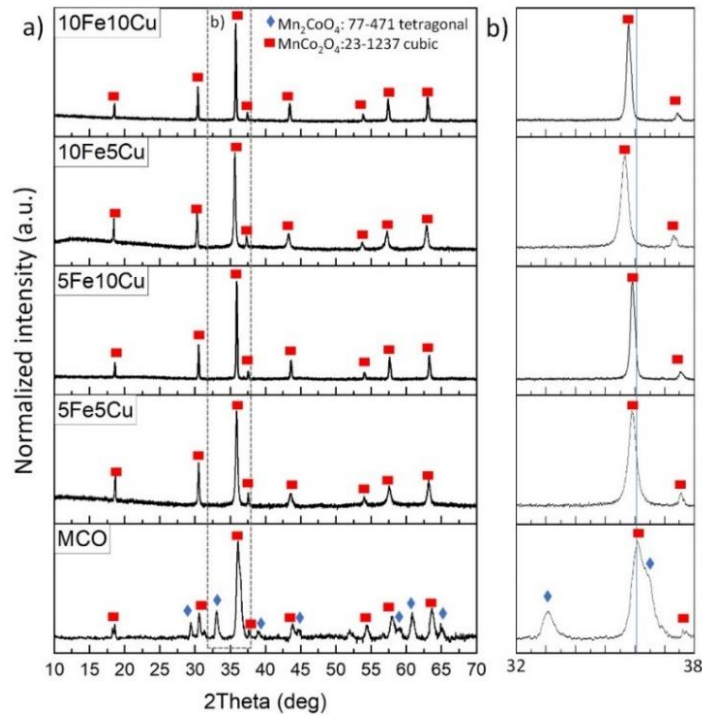 a)
b)
Mn₂CoO₄: 77-471 tetragonal
MnCo₂O₄:23-1237 cubic
10Fe10Cu
10Fe5Cu
5Fe10Cu
5Fe5Cu
MCO
Normalized intensity (a.u.)
10 15 20 25 30 35 40 45 50 55 60 65 70
2Theta (deg)
b)
32 38